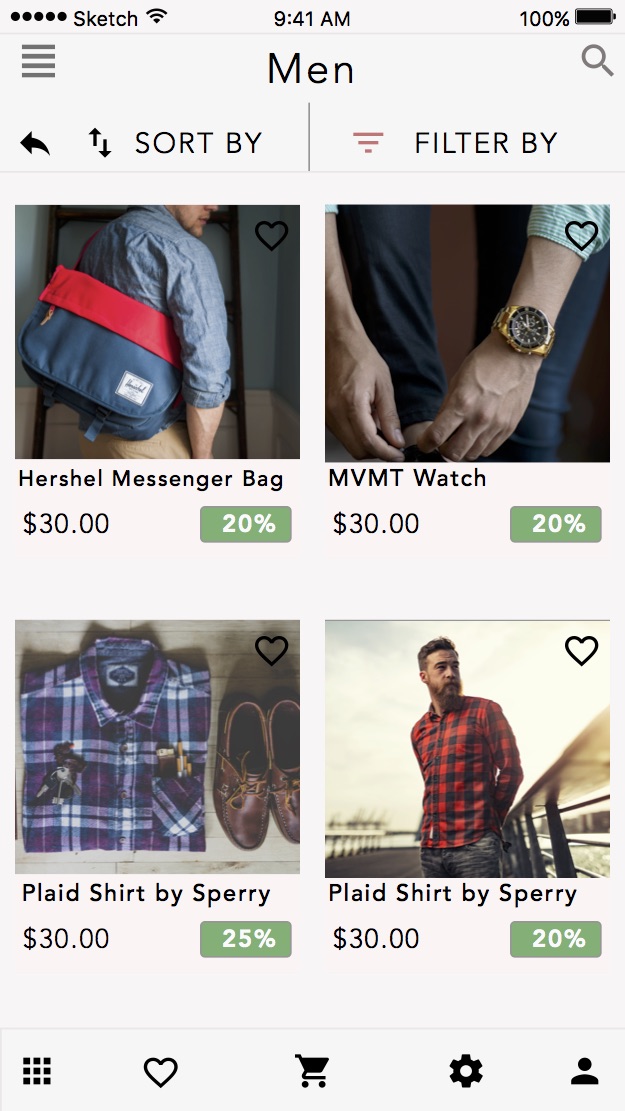 Sketch 9:41 AM 100%
Men
SORT BY FILTER BY
Herschel
Hershel Messenger Bag MVMT Watch
$30.00 20% $30.00 20%
Plaid Shirt by Sperry Plaid Shirt by Sperry
$30.00 25% $30.00 20%